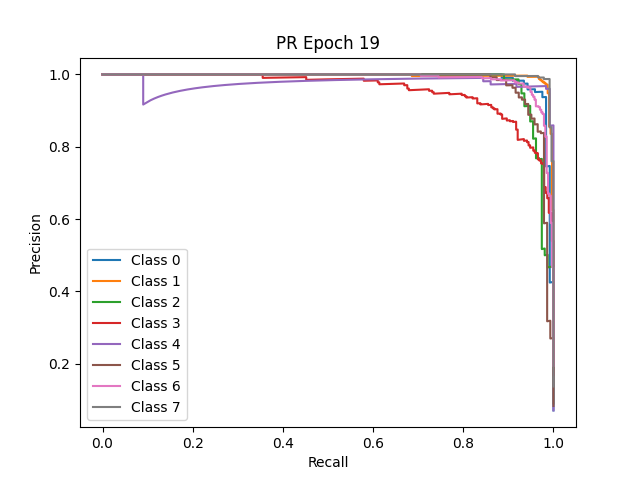 PR Epoch 19
Precision
1.0
0.8
0.6
0.4
0.2
Class 0
Class 1
Class 2
Class 3
Class 4
Class 5
Class 6
Class 7
0.0 0.2 0.4 0.6 0.8 1.0
Recall